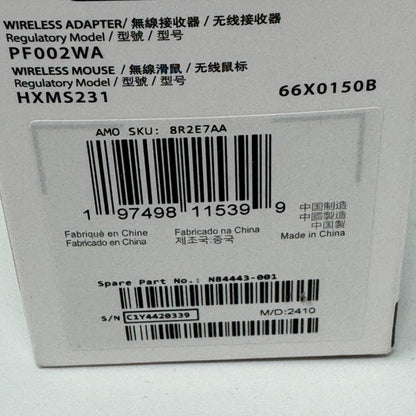 WIRELESS ADAPTER/ 無線接收器 / 无线接收器
Regulatory Model / 型號 / 型号
PF002WA
WIRELESS MOUSE / 無線滑鼠 / 无线鼠标
Regulatory Model / 型號 / 型号
HXMS231
66X0150B
AMO SKU: 8R2E7AA
1 97498 11539 9
中国制造
中國製造
中国製
Made in China
Fabriqué en Chine
Fabricado en China
Fabricado na China
제조국:중국
Spare Part No.: N84443-001
S/N C1Y4420339
M/D:2410